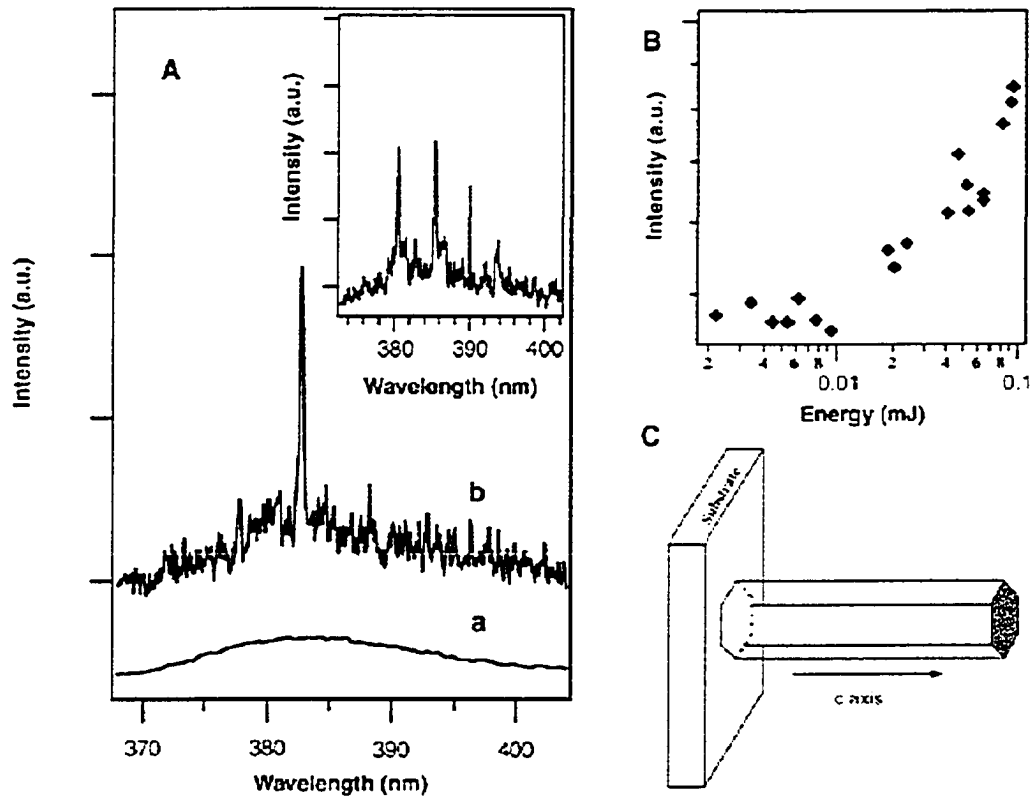 A
Intensity (a.u.)
b
a
370 380 390 400
Wavelength (nm)
Intensity (a.u.)
380 390 400
Wavelength (nm)
B
Intensity (a.u.)
2 4 6 8 2 4 6 8
0.01 0.1
Energy (mJ)
C
Substrate
c axis